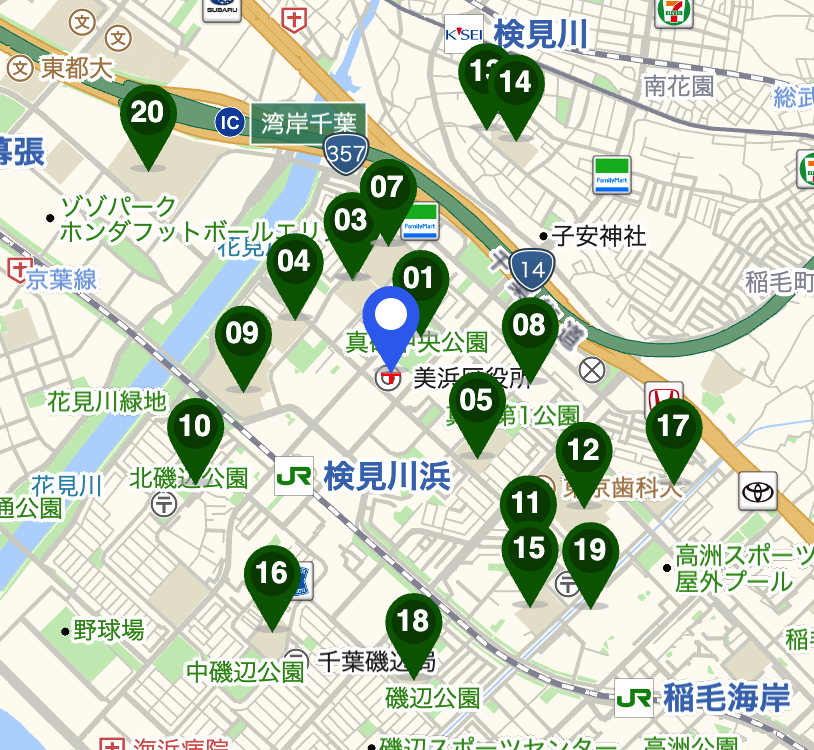 SUBARU
K'SEI
検見川
7
ELEVEN
文
文
文
東都大
13
14
南花園
総武
20
IC
湾岸千葉
357
幕張
07
FamilyMart
ゾゾパーク
ホンダフットボールエリ
03
FamilyMart
子安神社
花見川
04
14
京葉線
01
稲毛町
09
真砂中央公園
08
美浜区役所
花見川緑地
05
真砂第1公園
10
17
12
北磯辺公園
JR
検見川浜
花見川
東京歯科大
通公園
11
15
19
高洲スポーツ
屋外プール
16
野球場
18
稲毛
千葉磯辺局
中磯辺公園
磯辺公園
JR
稲毛海岸
海浜病院
磯辺スポーツセンター
高洲公園